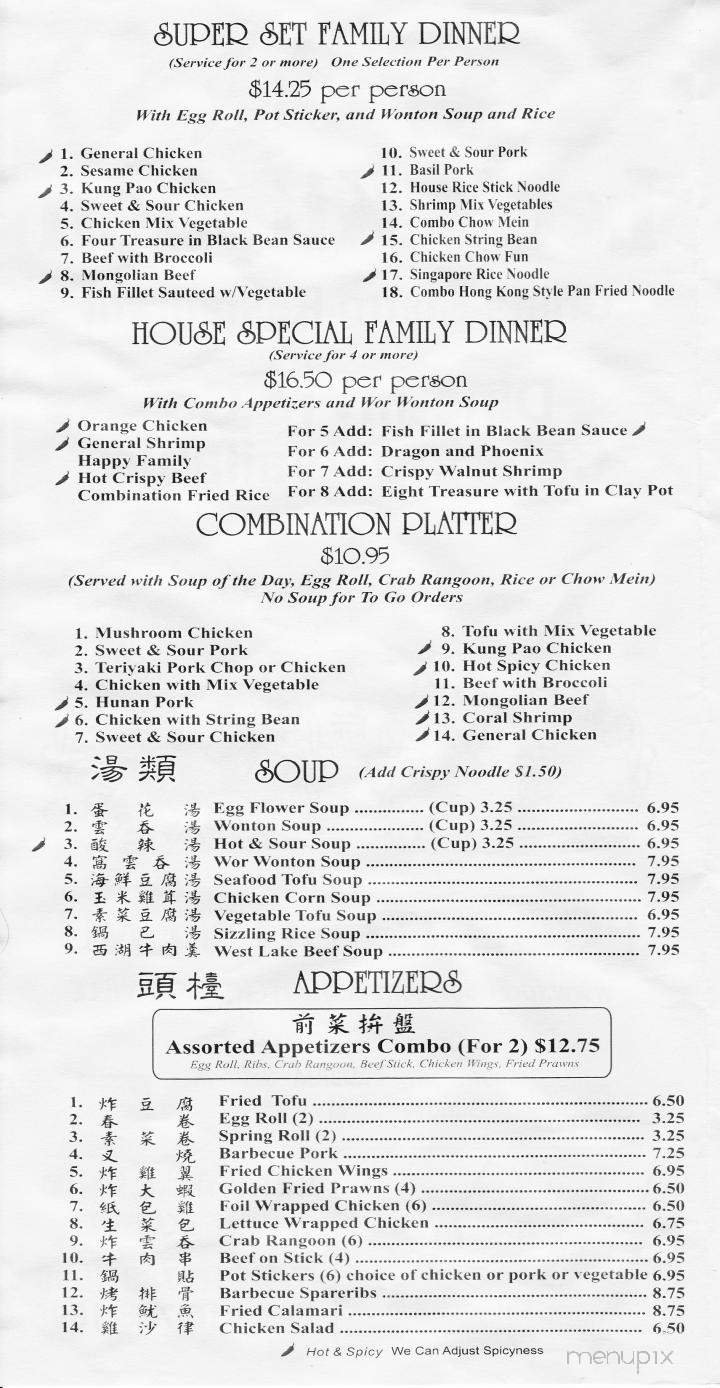 SUPER SET FAMILY DINNER
(Service for 2 or more) One Selection Per Person
$14.25 per person
With Egg Roll, Pot Sticker, and Wonton Soup and Rice
1. General Chicken
2. Sesame Chicken
3. Kung Pao Chicken
4. Sweet & Sour Chicken
5. Chicken Mix Vegetable
6. Four Treasure in Black Bean Sauce
7. Beef with Broccoli
8. Mongolian Beef
9. Fish Fillet Sauteed w/Vegetable
10. Sweet & Sour Pork
11. Basil Pork
12. House Rice Stick Noodle
13. Shrimp Mix Vegetables
14. Combo Chow Mein
15. Chicken String Bean
16. Chicken Chow Fun
17. Singapore Rice Noodle
18. Combo Hong Kong Style Pan Fried Noodle
HOUSE SPECIAL FAMILY DINNER
(Service for 4 or more)
$16.50 per person
With Combo Appetizers and Wor Wonton Soup
Orange Chicken
General Shrimp
Happy Family
Hot Crispy Beef
Combination Fried Rice
For 5 Add: Fish Fillet in Black Bean Sauce
For 6 Add: Dragon and Phoenix
For 7 Add: Crispy Walnut Shrimp
For 8 Add: Eight Treasure with Tofu in Clay Pot
COMBINATION PLATTER
$10.95
(Served with Soup of the Day, Egg Roll, Crab Rangoon, Rice or Chow Mein)
No Soup for To Go Orders
1. Mushroom Chicken
2. Sweet & Sour Pork
3. Teriyaki Pork Chop or Chicken
4. Chicken with Mix Vegetable
5. Hunan Pork
6. Chicken with String Bean
7. Sweet & Sour Chicken
8. Tofu with Mix Vegetable
9. Kung Pao Chicken
10. Hot Spicy Chicken
11. Beef with Broccoli
12. Mongolian Beef
13. Coral Shrimp
14. General Chicken
湯類 SOUP (Add Crispy Noodle $1.50)
1. 蛋花湯 Egg Flower Soup ............. (Cup) 3.25 ........................ 6.95
2. 雲吞湯 Wonton Soup .................... (Cup) 3.25 ........................ 6.95
3. 酸辣湯 Hot & Sour Soup .............. (Cup) 3.25 ........................ 6.95
4. 窩雲吞湯 Wor Wonton Soup ........................ 7.95
5. 海鮮豆腐湯 Seafood Tofu Soup ........................ 7.95
6. 玉米雞茸湯 Chicken Corn Soup ........................ 7.95
7. 素菜豆腐湯 Vegetable Tofu Soup ........................ 6.95
8. 鍋巴湯 Sizzling Rice Soup ........................ 7.95
9. 西湖牛肉羹 West Lake Beef Soup ........................ 7.95
頭檯 APPETIZERS
前菜拚盤
Assorted Appetizers Combo (For 2) $12.75
Egg Roll, Ribs, Crab Rangoon, Beef Stick, Chicken Wings, Fried Prawns
1. 炸豆腐 Fried Tofu ........................ 6.50
2. 春卷 Egg Roll (2) ........................ 3.25
3. 素菜卷 Spring Roll (2) ........................ 3.25
4. 叉燒 Barbecue Pork ........................ 7.25
5. 炸雞翼 Fried Chicken Wings ........................ 6.95
6. 炸大蝦 Golden Fried Prawns (4) ........................ 6.50
7. 紙包雞 Foil Wrapped Chicken (6) ........................ 6.50
8. 生菜包 Lettuce Wrapped Chicken ........................ 6.75
9. 炸雲吞 Crab Rangoon (6) ........................ 6.95
10. 牛肉串 Beef on Stick (4) ........................ 6.95
11. 鍋貼 Pot Stickers (6) choice of chicken or pork or vegetable 6.95
12. 烤排骨 Barbecue Spareribs ........................ 8.75
13. 炸魷魚 Fried Calamari ........................ 8.75
14. 雞沙律 Chicken Salad ........................ 6.50
Hot & Spicy We Can Adjust Spicyness
menupix